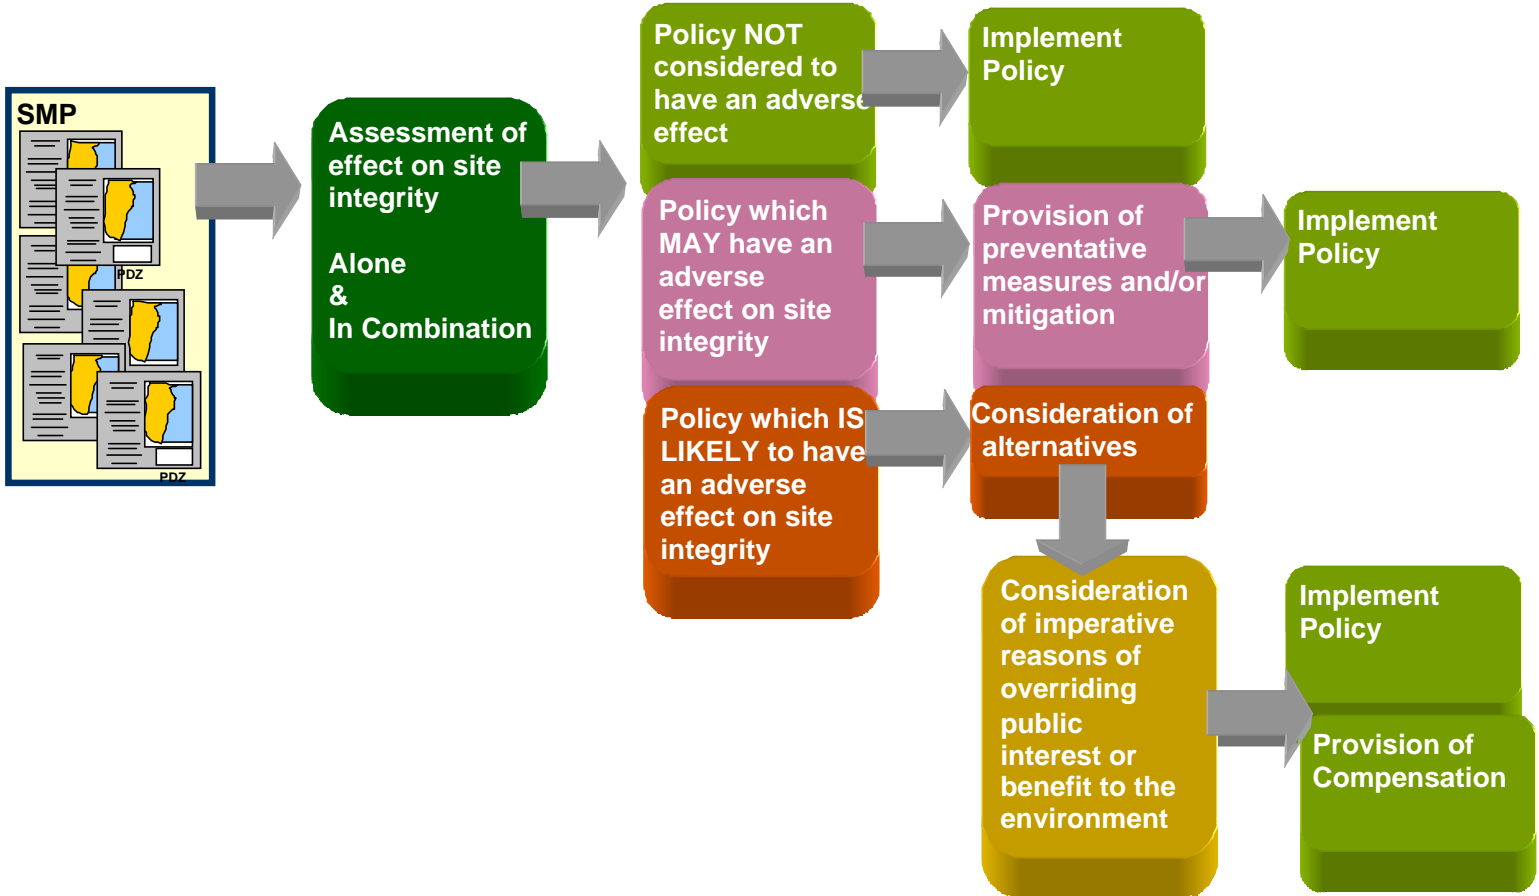 SMP
PDZ
PDZ
Assessment of
effect on site
integrity
Alone
&
In Combination
Policy NOT
considered to
have an adverse
effect
Implement
Policy
Policy which
MAY have an
adverse
effect on site
integrity
Provision of
preventative
measures and/or
mitigation
Implement
Policy
Policy which IS
LIKELY to have
an adverse
effect on site
integrity
Consideration of
alternatives
Consideration
of imperative
reasons of
overriding
public
interest or
benefit to the
environment
Implement
Policy
Provision of
Compensation